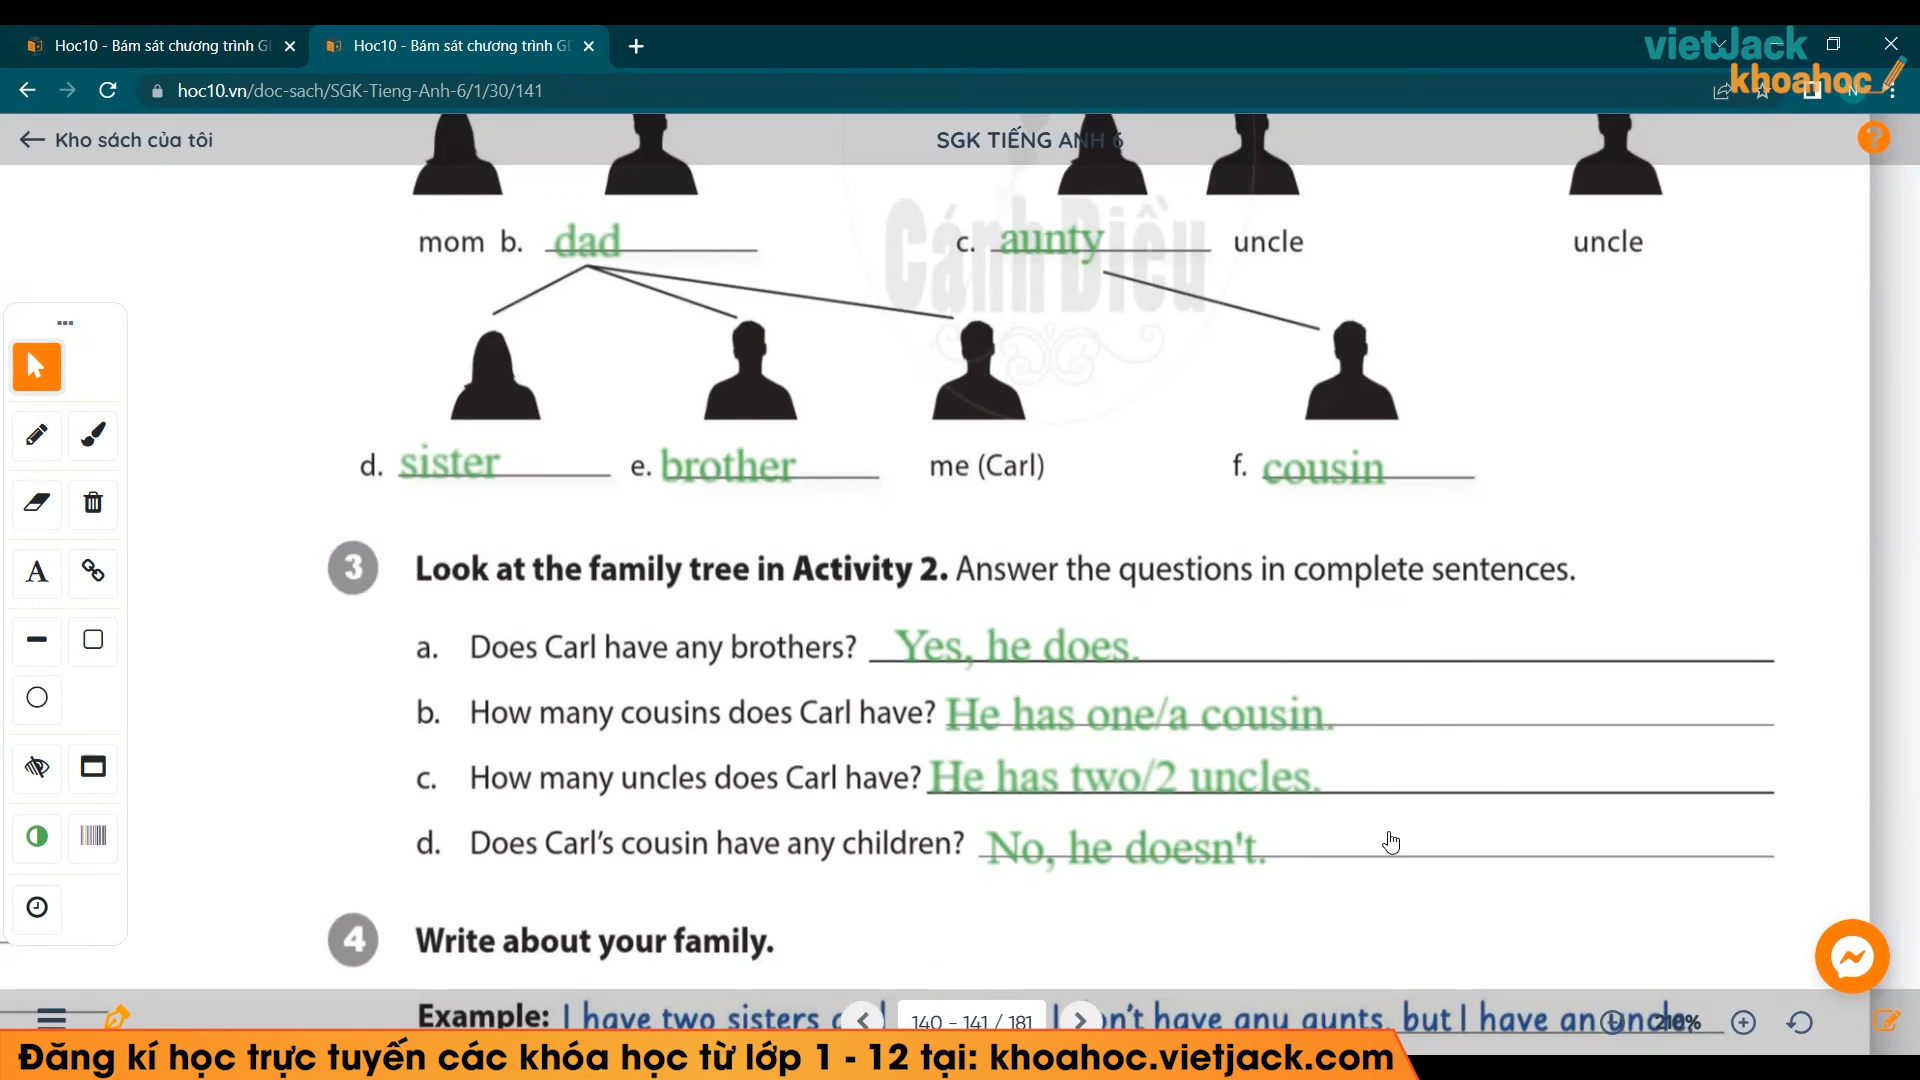 Hoc10 - Bám sát chương trình G
Hoc10 - Bám sát chương trình G
vietJack
khoahoc
hoc10.vn/doc-sach/SGK-Tieng-Anh-6/1/30/141
Kho sách của tôi
SGK TIẾNG ANH 6
?
Cánh Diều
mom b. dad
c. aunty uncle
uncle
d. sister e. brother me (Carl) f. cousin
3 Look at the family tree in Activity 2. Answer the questions in complete sentences.
a. Does Carl have any brothers? Yes, he does.
b. How many cousins does Carl have? He has one/a cousin.
c. How many uncles does Carl have? He has two/2 uncles.
d. Does Carl's cousin have any children? No, he doesn't.
4 Write about your family.
Example: I have two sisters on't have any aunts, but I have an uncle
140 - 141 / 181
Đăng kí học trực tuyến các khóa học từ lớp 1 - 12 tại: khoahoc.vietjack.com